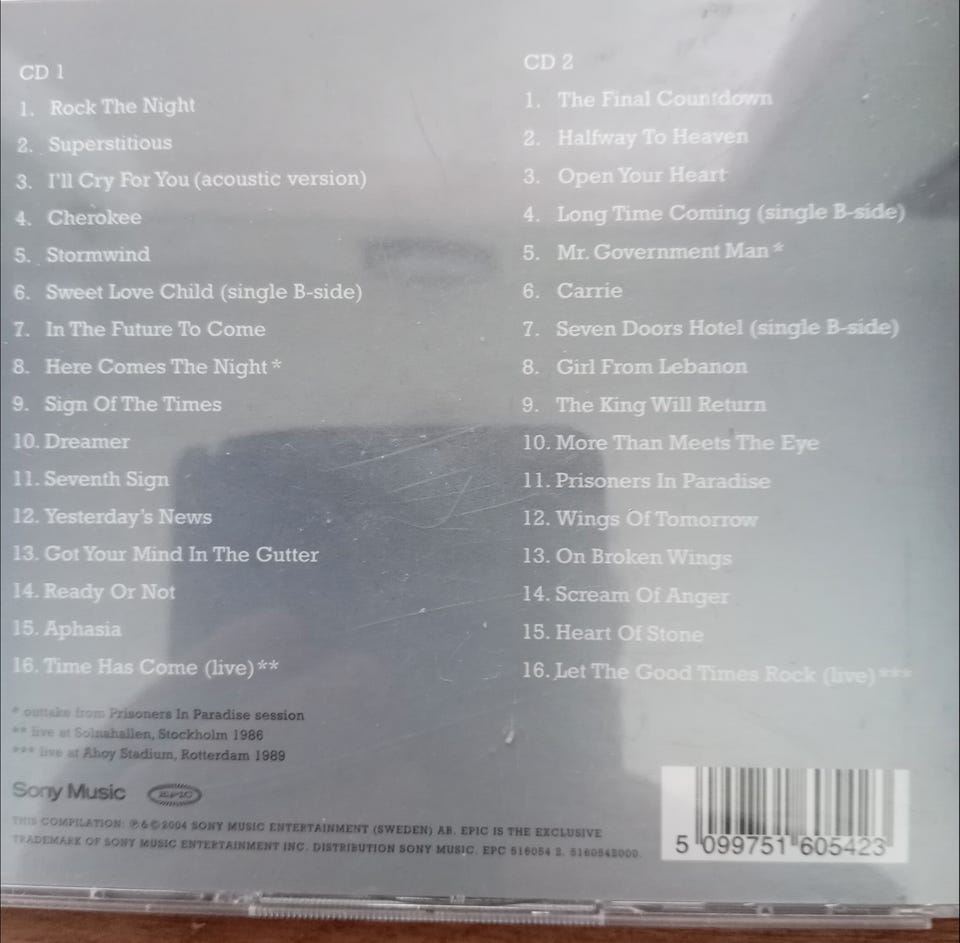 CD 1
1. Rock The Night
2. Superstitious
3. I'll Cry For You (acoustic version)
4. Cherokee
5. Stormwind
6. Sweet Love Child (single B-side)
7. In The Future To Come
8. Here Comes The Night *
9. Sign Of The Times
10. Dreamer
11. Seventh Sign
12. Yesterday's News
13. Got Your Mind In The Gutter
14. Ready Or Not
15. Aphasia
16. Time Has Come (live) **
* outtake from Prisoners In Paradise session
** live at Solnahallen, Stockholm 1986
*** live at Ahoy Stadium, Rotterdam 1989
CD 2
1. The Final Countdown
2. Halfway To Heaven
3. Open Your Heart
4. Long Time Coming (single B-side)
5. Mr. Government Man *
6. Carrie
7. Seven Doors Hotel (single B-side)
8. Girl From Lebanon
9. The King Will Return
10. More Than Meets The Eye
11. Prisoners In Paradise
12. Wings Of Tomorrow
13. On Broken Wings
14. Scream Of Anger
15. Heart Of Stone
16. Let The Good Times Rock (live) ***
Sony Music EPIC
THIS COMPILATION: ℗ & © 2004 SONY MUSIC ENTERTAINMENT (SWEDEN) AB. EPIC IS THE EXCLUSIVE
TRADEMARK OF SONY MUSIC ENTERTAINMENT INC. DISTRIBUTION SONY MUSIC. EPC 516054 2. 5160542000.
5 099751 605423